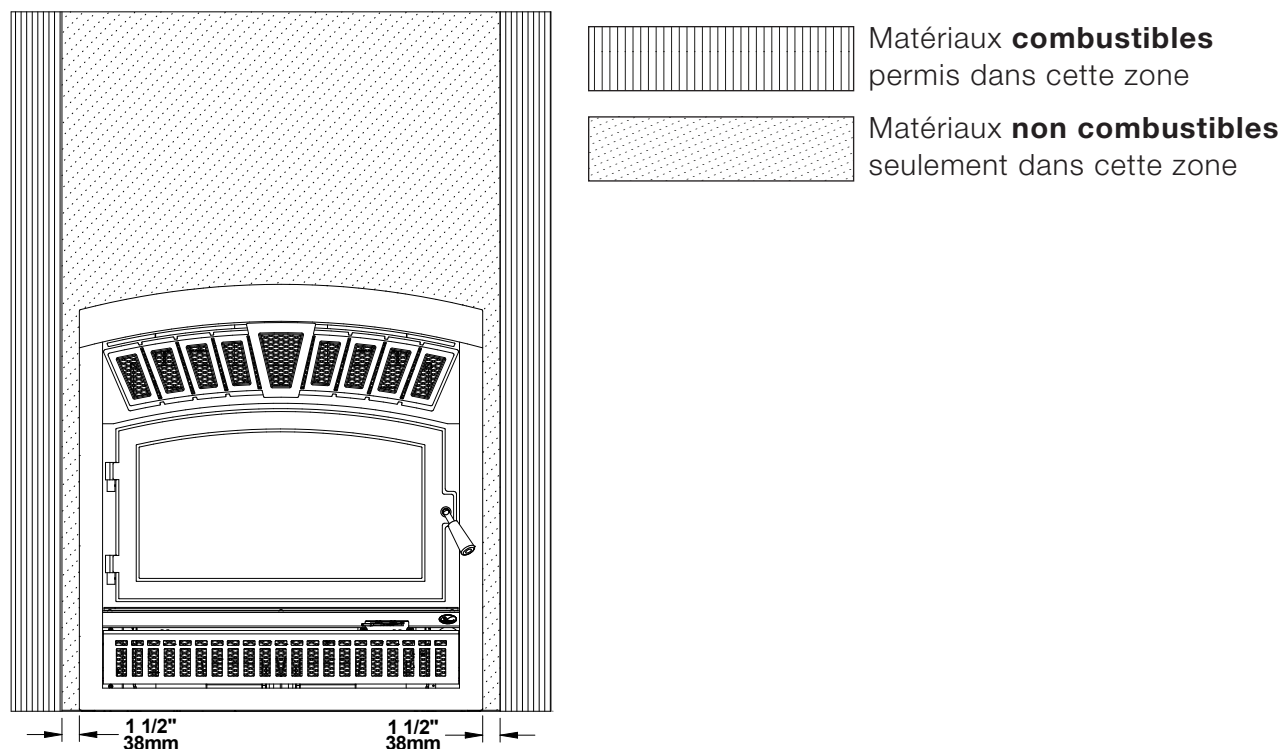 Matériaux combustibles
permis dans cette zone
Matériaux non combustibles
seulement dans cette zone
1 1/2"
38mm
1 1/2"
38mm